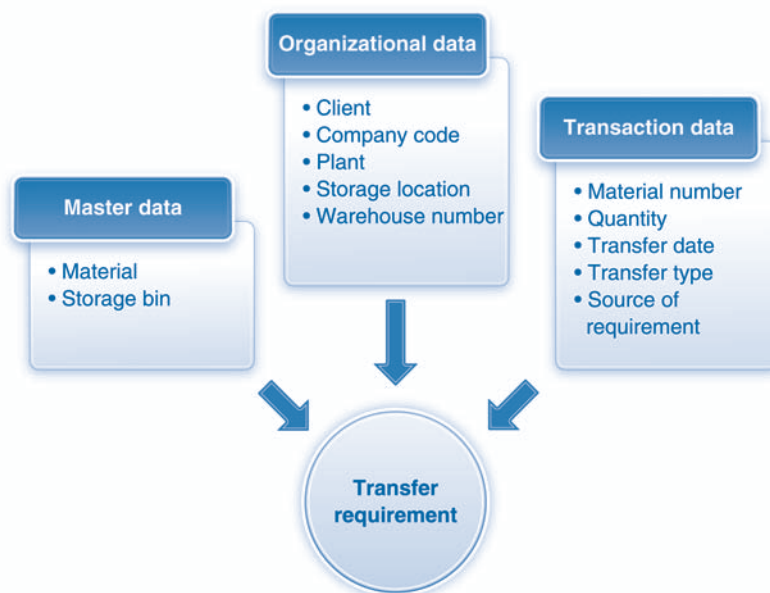 Organizational data
• Client
• Company code
• Plant
• Storage location
• Warehouse number
Transaction data
• Material number
• Quantity
• Transfer date
• Transfer type
• Source of
requirement
Master data
• Material
• Storage bin
Transfer
requirement